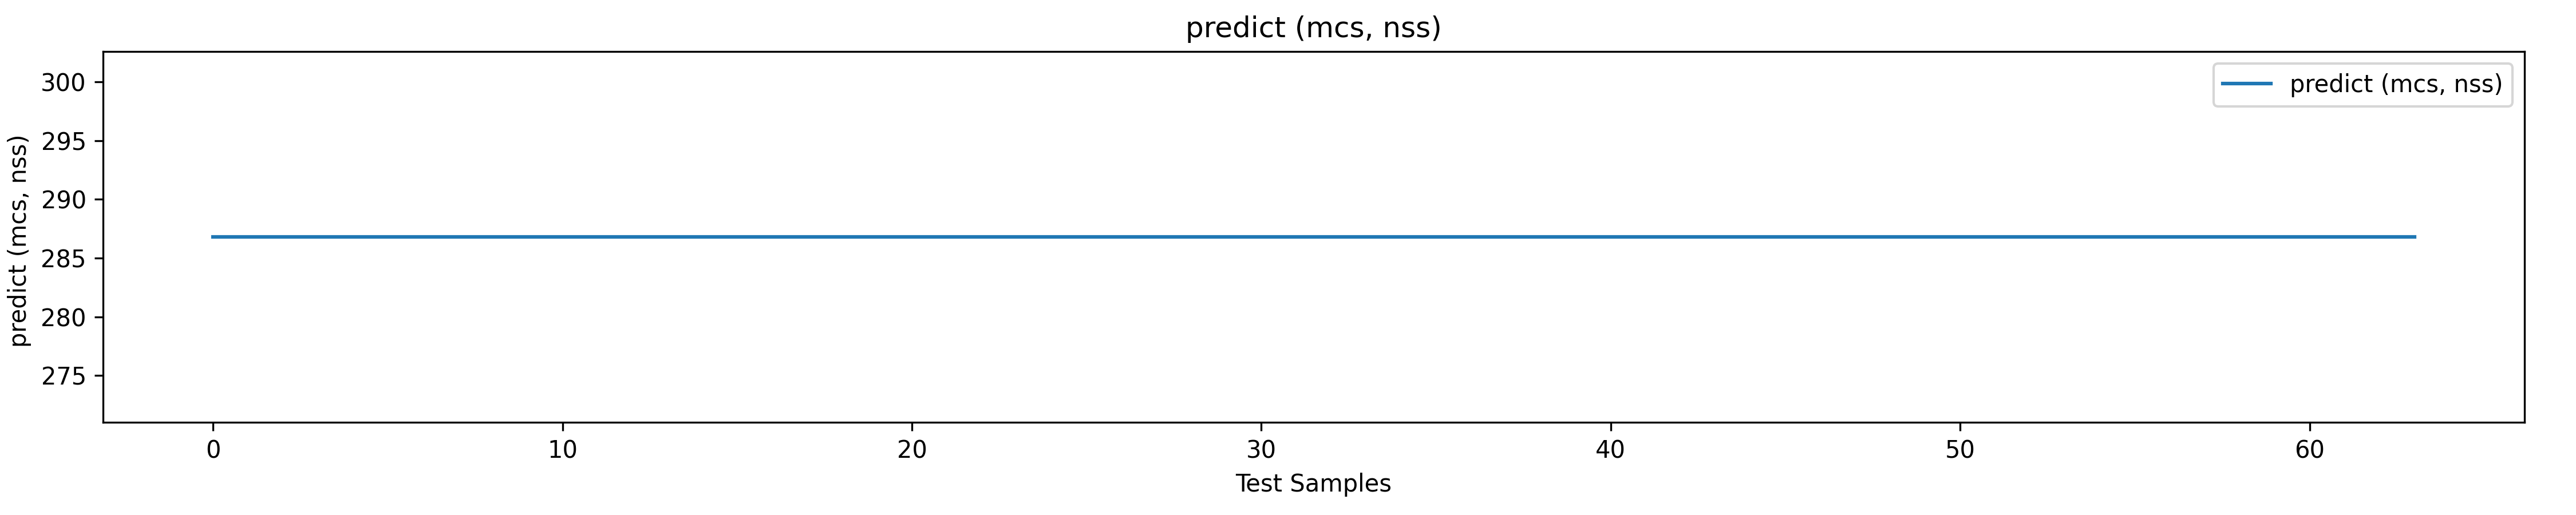 predict (mcs, nss)
predict (mcs, nss)
300
295
290
285
280
275
predict (mcs, nss)
0 10 20 30 40 50 60
Test Samples